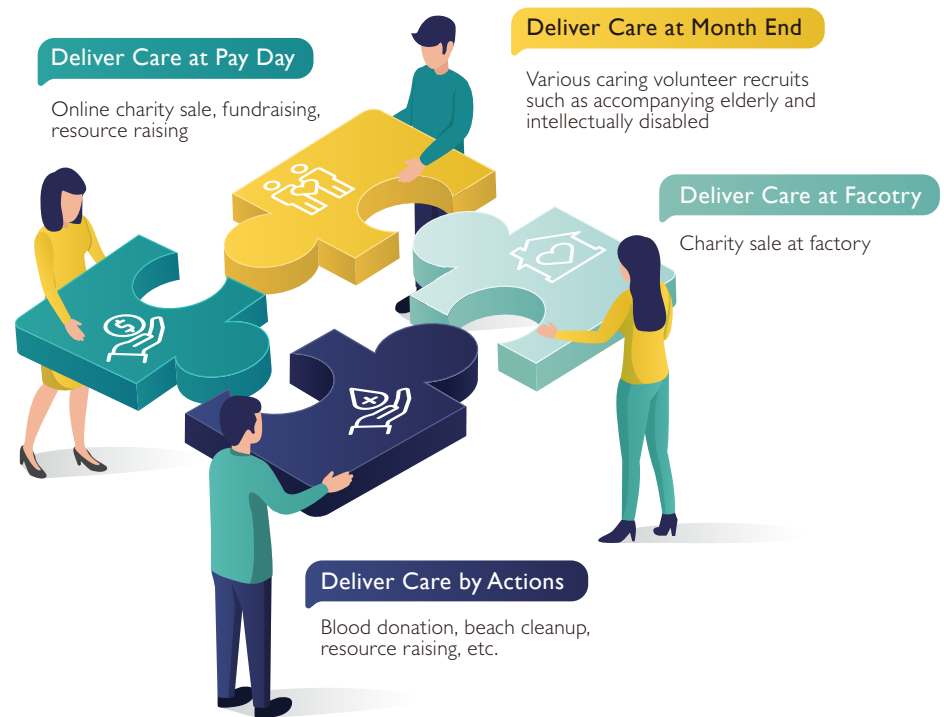 Deliver Care at Pay Day
Online charity sale, fundraising,
resource raising
Deliver Care at Month End
Various caring volunteer recruits
such as accompanying elderly and
intellectually disabled
Deliver Care at Facotry
Charity sale at factory
Deliver Care by Actions
Blood donation, beach cleanup,
resource raising, etc.